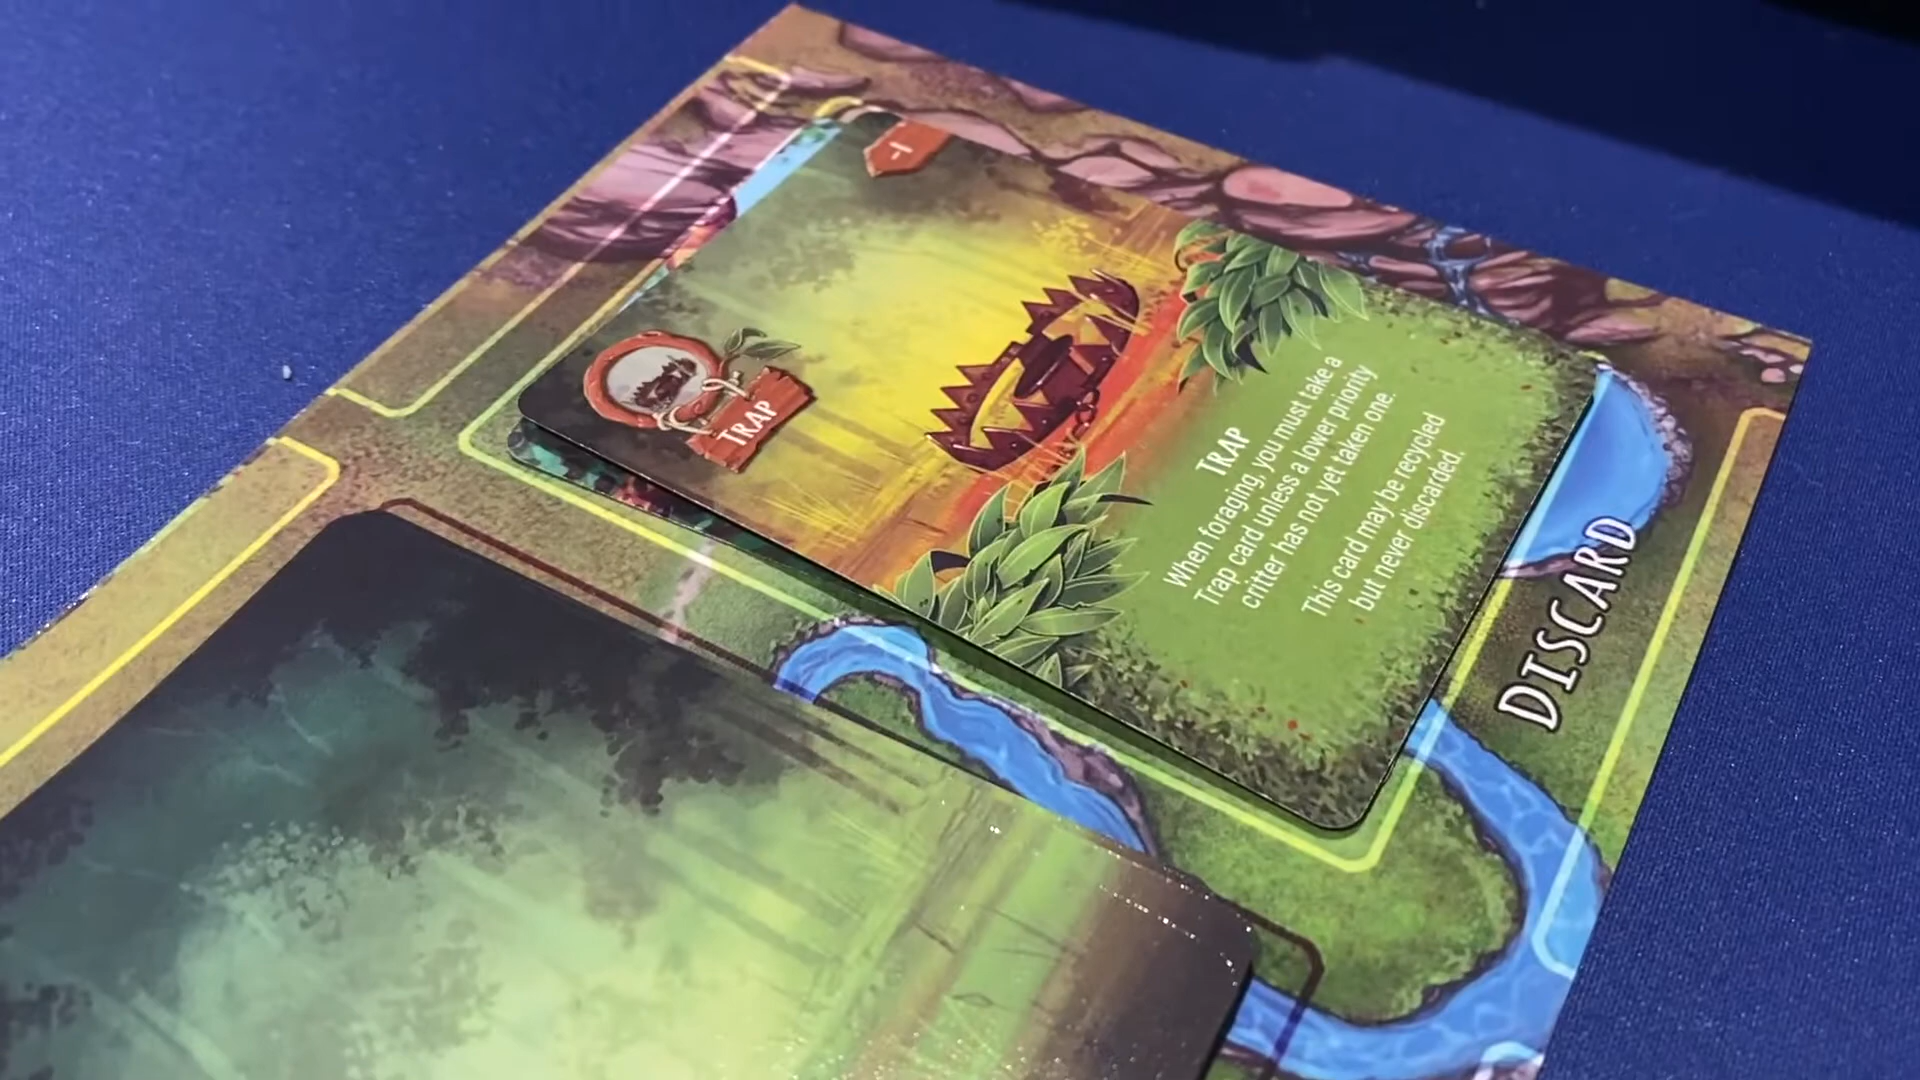 -1
TRAP
TRAP
When foraging, you must take a
Trap card unless a lower priority
critter has not yet taken one.
This card may be recycled
but never discarded.
DISCARD